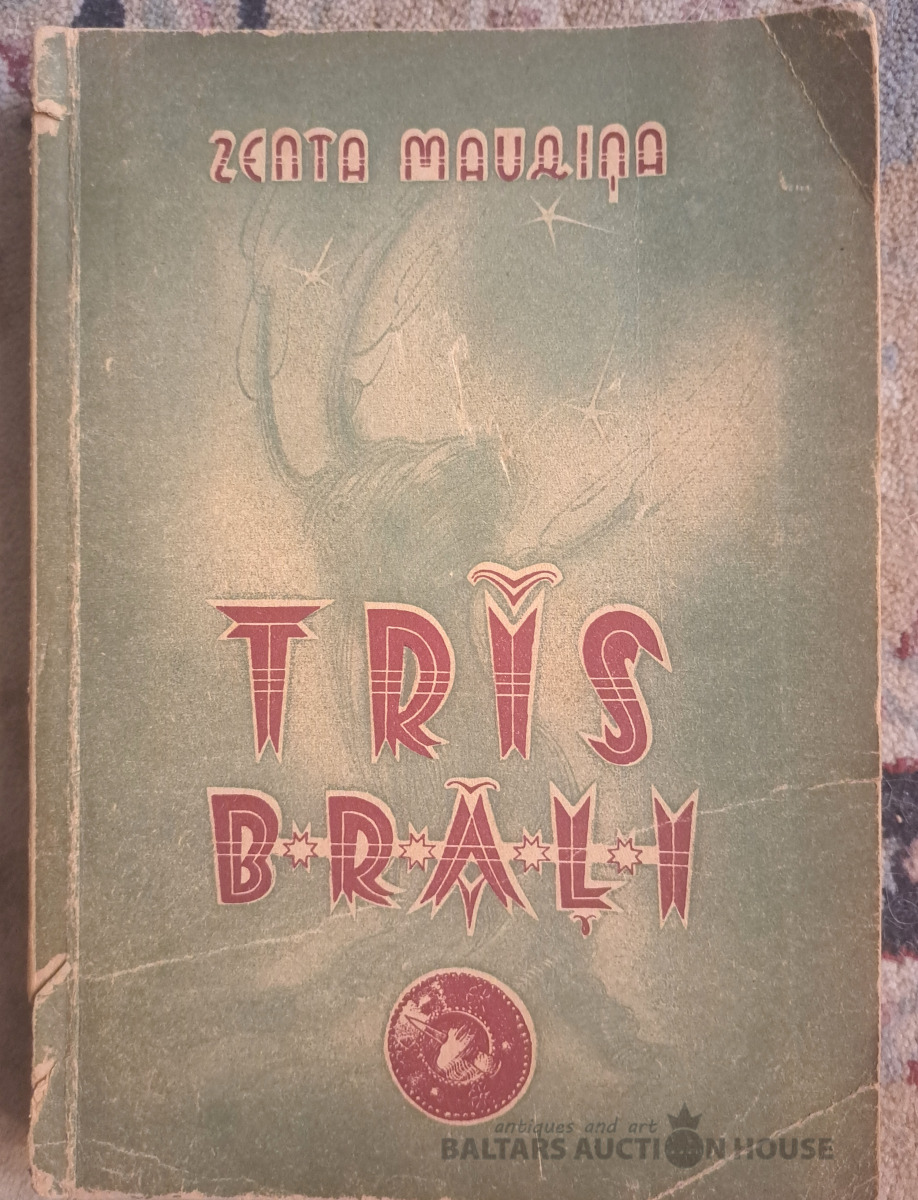 ZENTA MAURIŅA
TRĪS
BRĀĻI
antiques and art
BALTARS AUCTION HOUSE